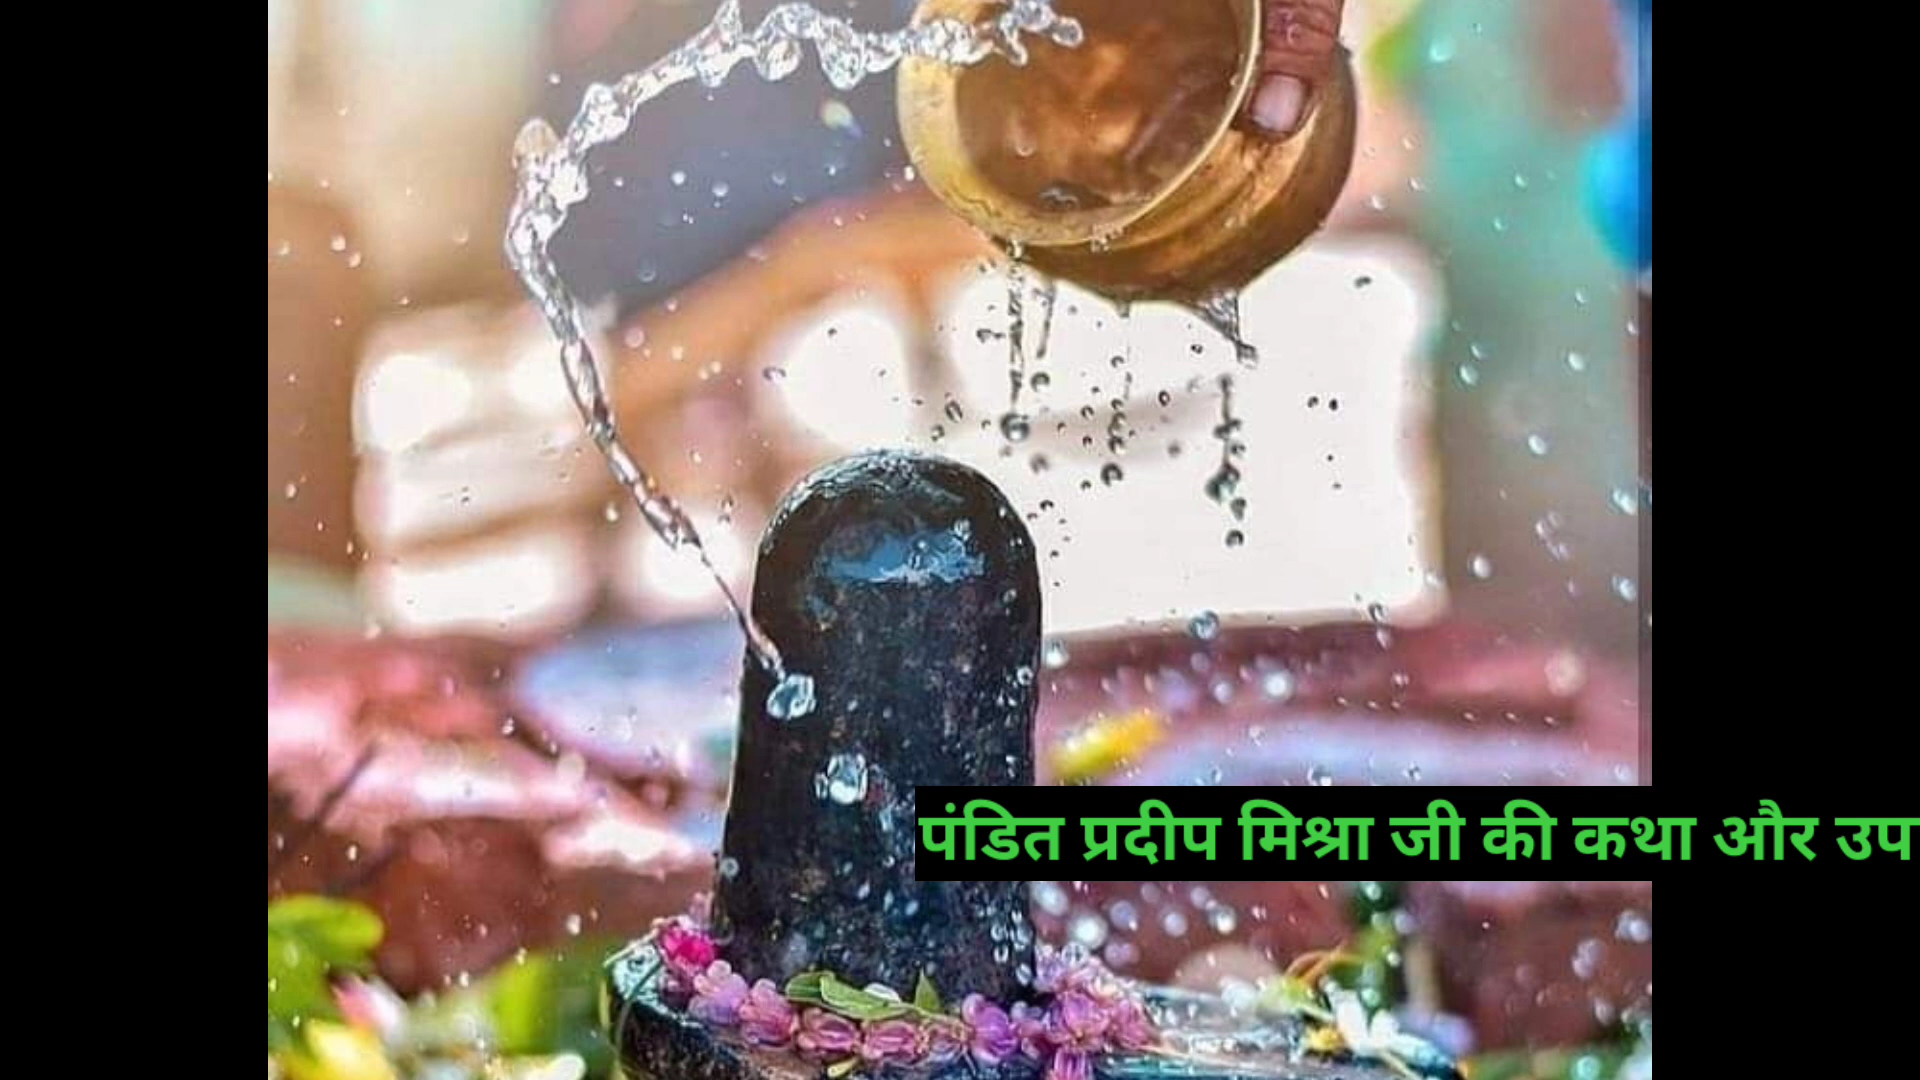 पंडित प्रदीप मिश्रा जी की कथा और उप